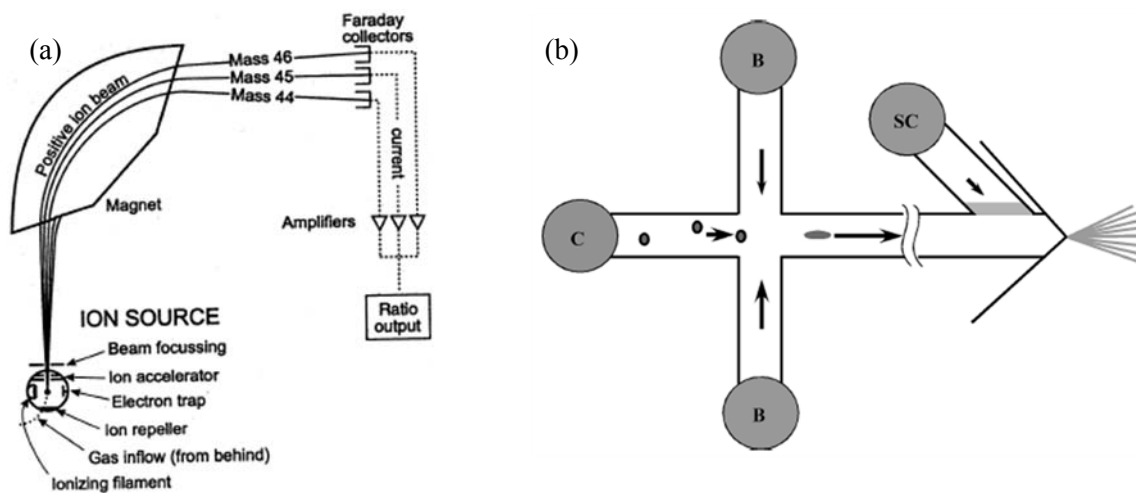 (a)
Faraday
collectors
Mass 46
Mass 45
Mass 44
Positive ion beam
current
Magnet
Amplifiers
Ratio
output
ION SOURCE
Beam focussing
Ion accelerator
Electron trap
Ion repeller
Gas inflow (from behind)
Ionizing filament
(b)
B
SC
C
B